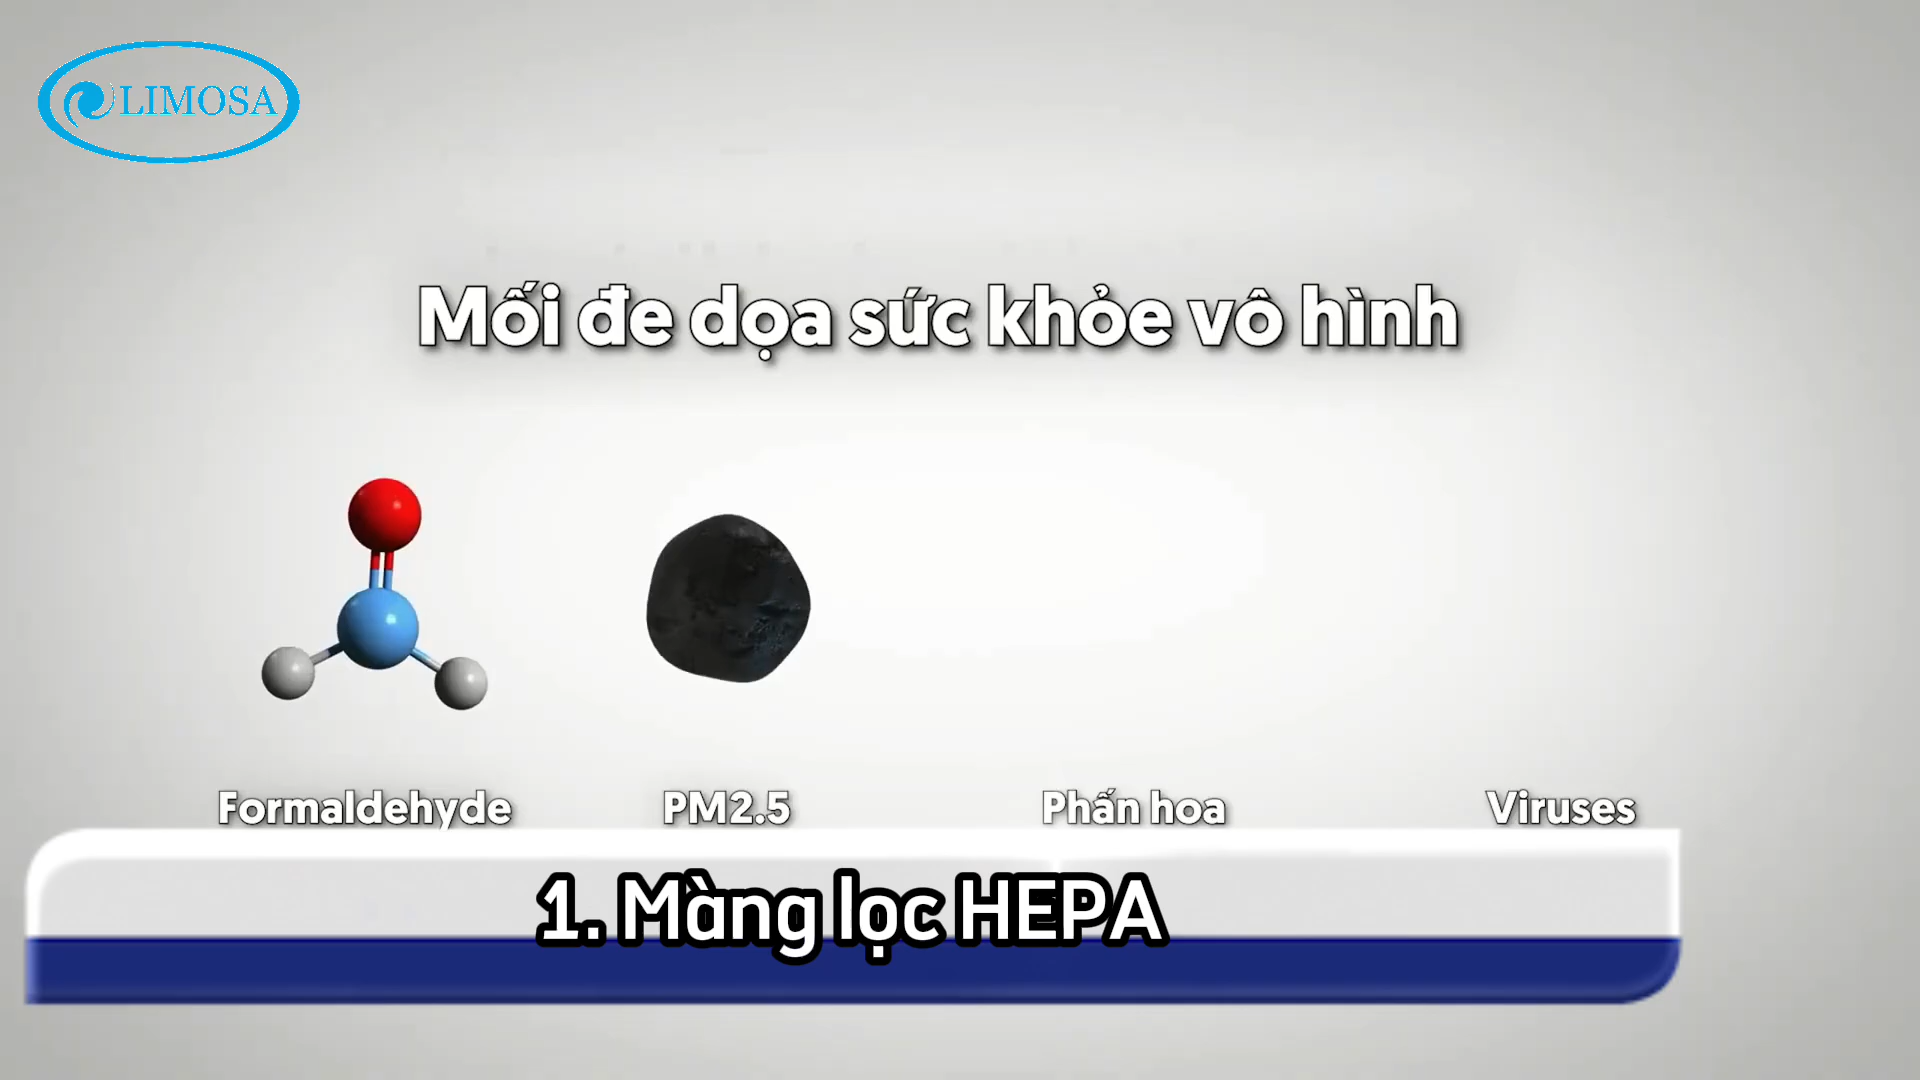 LIMOSA
Mối đe dọa sức khỏe vô hình
Formaldehyde PM2.5 Phấn hoa Viruses
1. Màng lọc HEPA